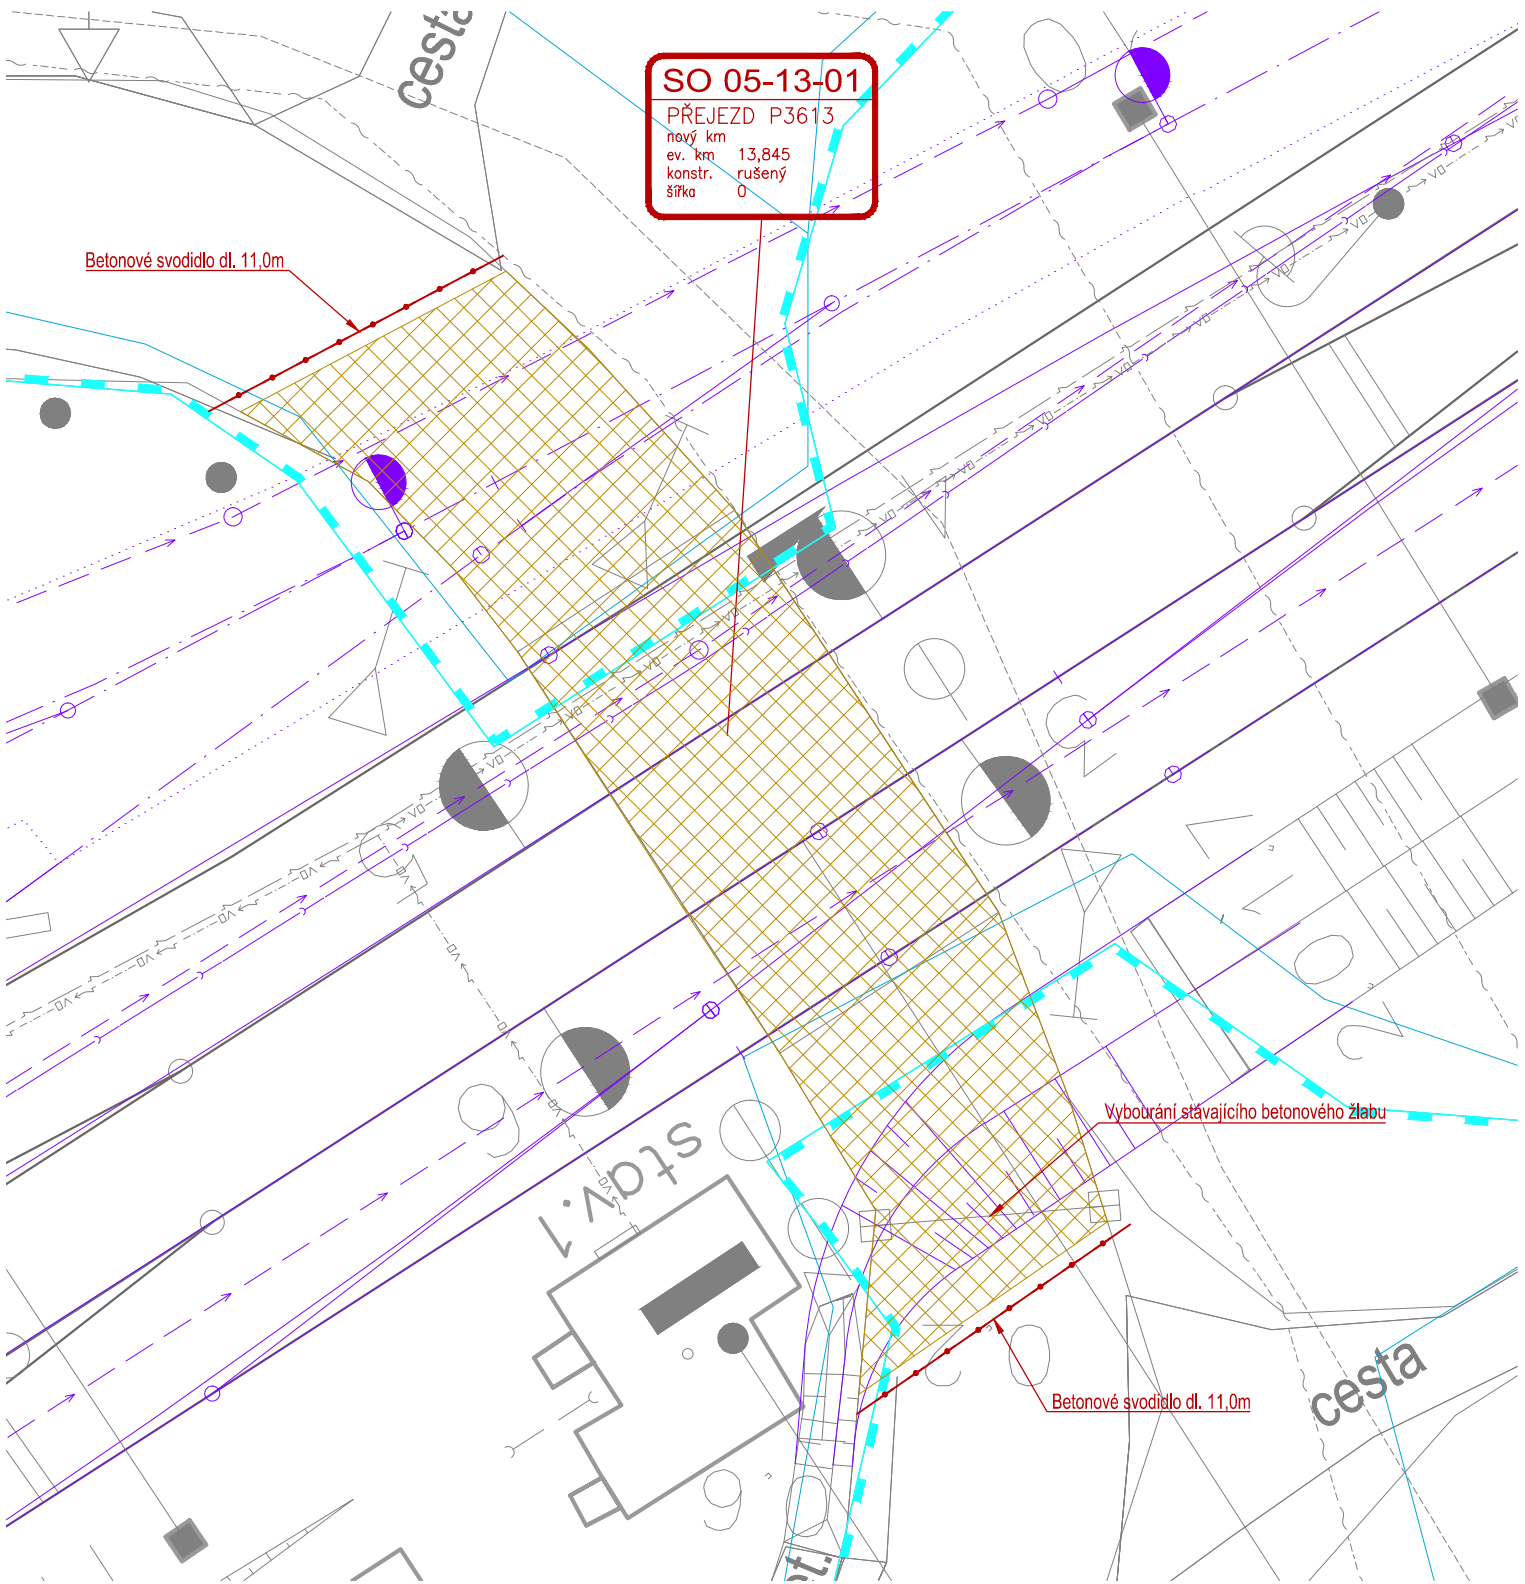 cesta
SO 05-13-01
PŘEJEZD P3613
nový km
ev. km 13,845
konstr. rušený
šířka 0
Betonové svodidlo dl. 11,0m
Vybourání stávajícího betonového žlabu
stav.1
Betonové svodidlo dl. 11,0m
cesta